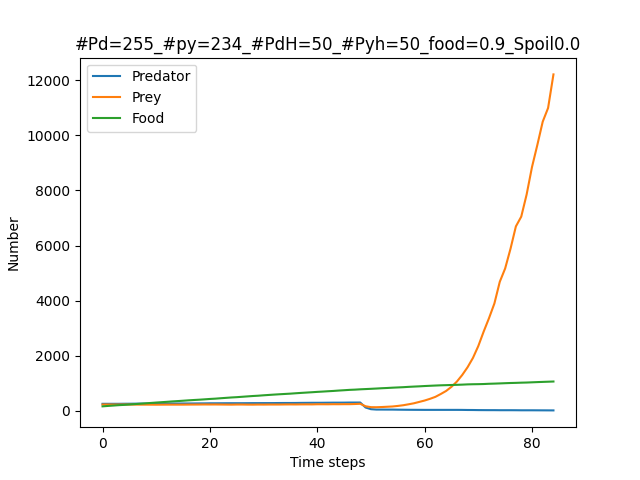 #Pd=255_#py=234_#PdH=50_#Pyh=50_food=0.9_Spoil0.0
Predator
Prey
Food
12000
10000
8000
6000
4000
2000
0
Number
0 20 40 60 80
Time steps